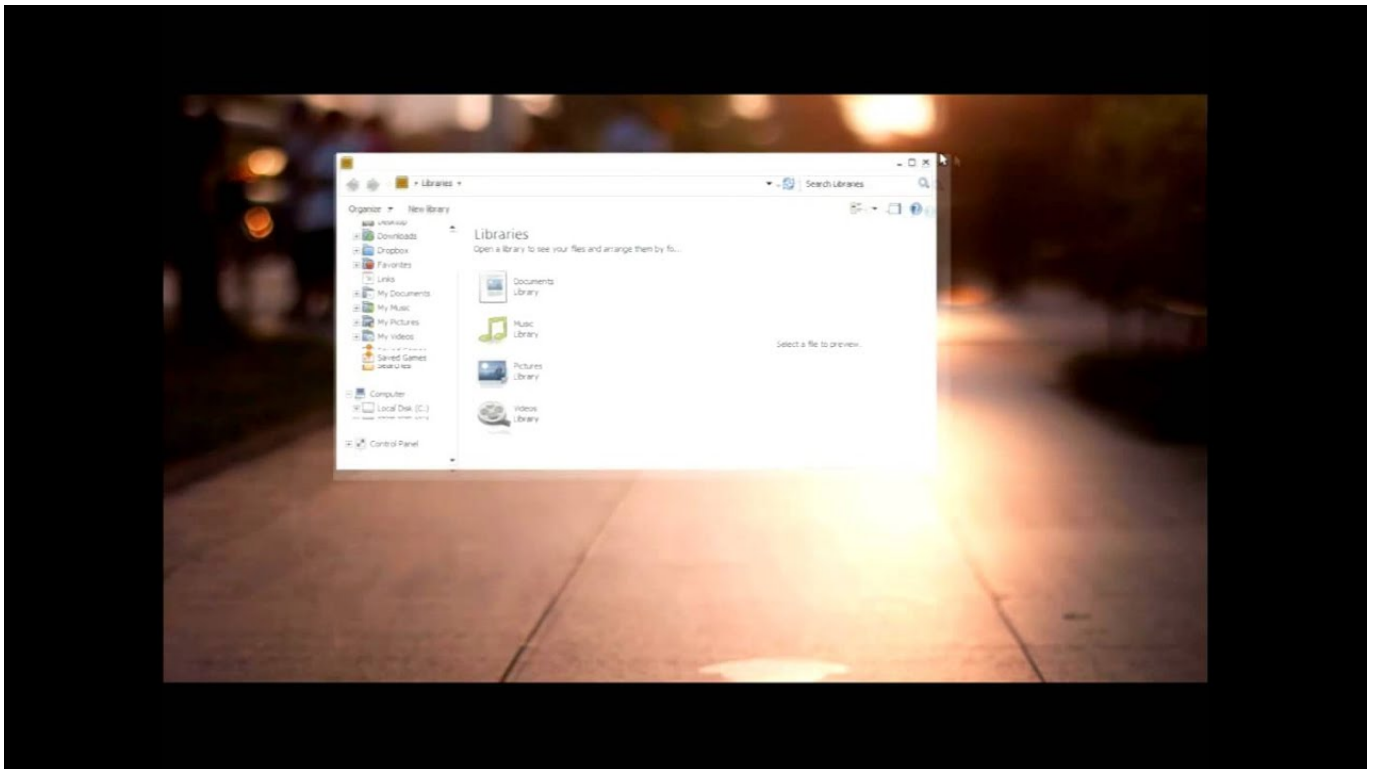 Libraries
Search Libraries
Organize
New library
Desktop
Downloads
Dropbox
Favorites
Links
My Documents
My Music
My Pictures
My Videos
Saved Games
Searches
Computer
Local Disk (C:)
Control Panel
Libraries
Open a library to see your files and arrange them by fo...
Documents
Library
Music
Library
Pictures
Library
Videos
Library
Select a file to preview.